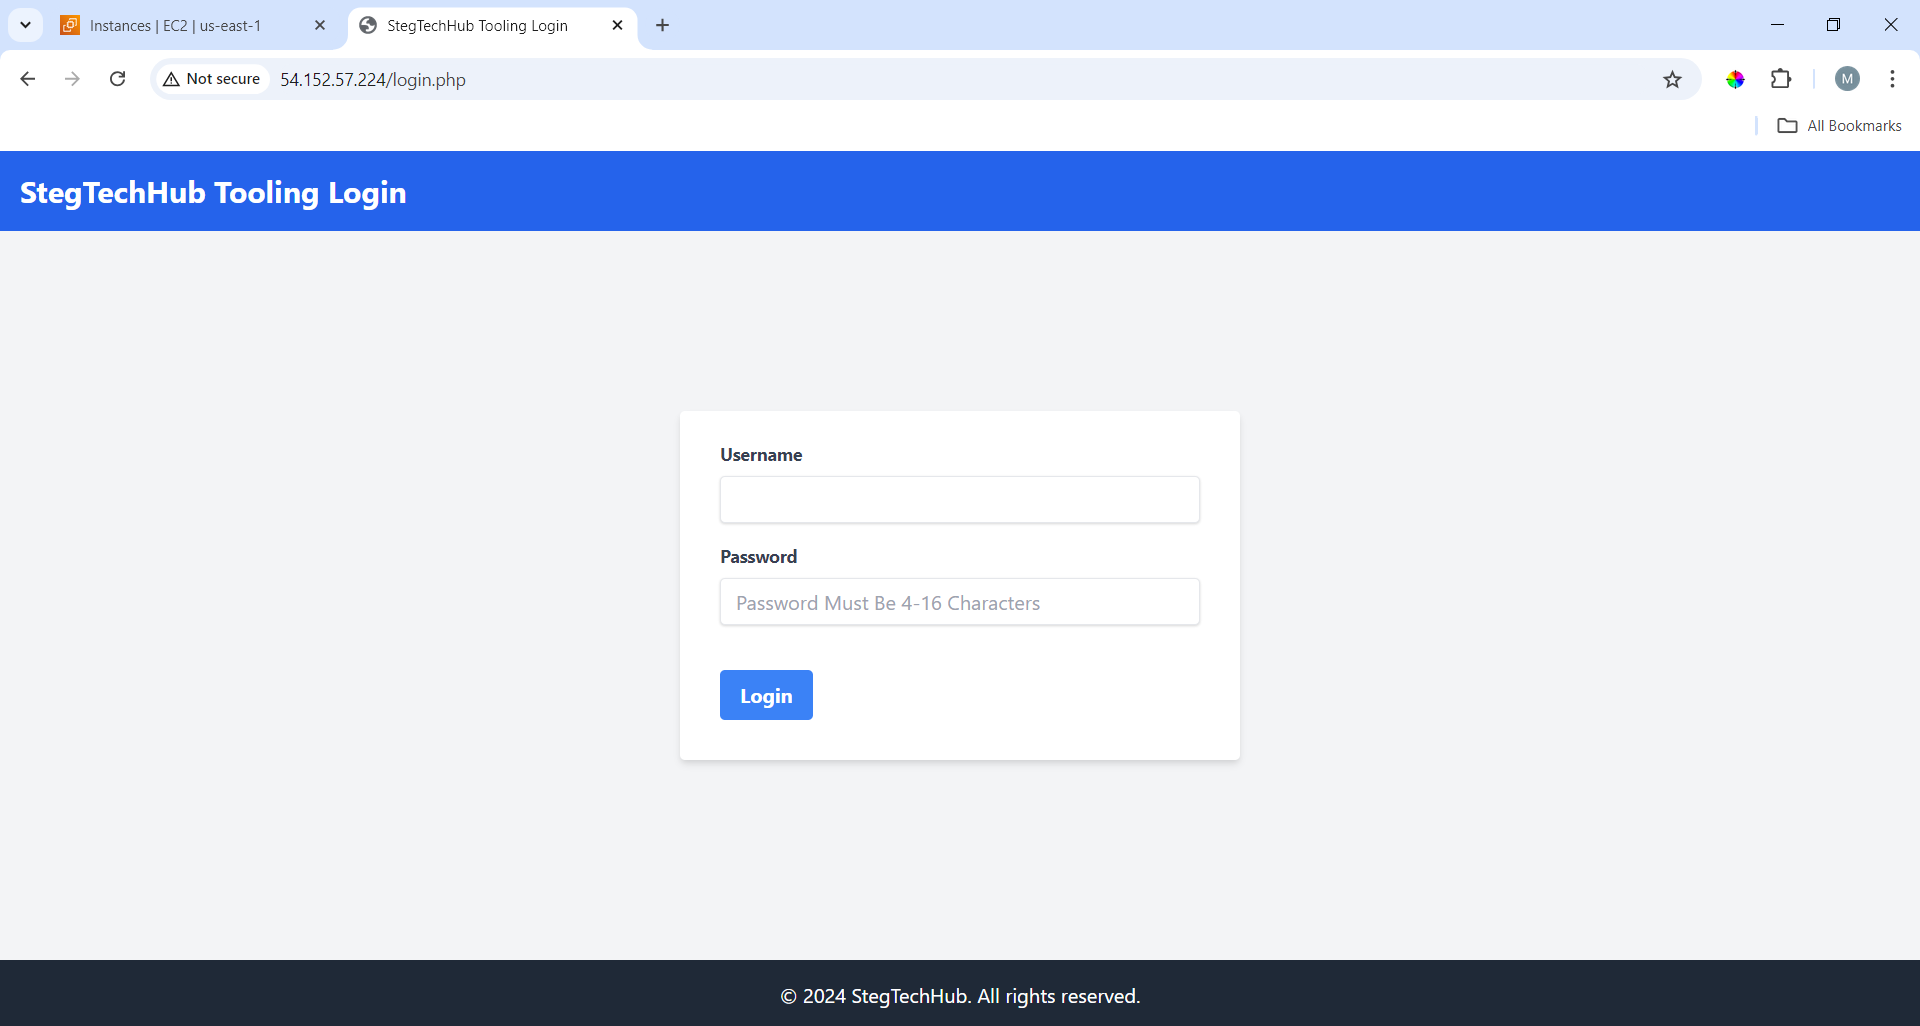 Instances | EC2 | us-east-1
StegTechHub Tooling Login
Not secure
54.152.57.224/login.php
M
All Bookmarks
StegTechHub Tooling Login
Username
Password
Password Must Be 4-16 Characters
Login
© 2024 StegTechHub. All rights reserved.